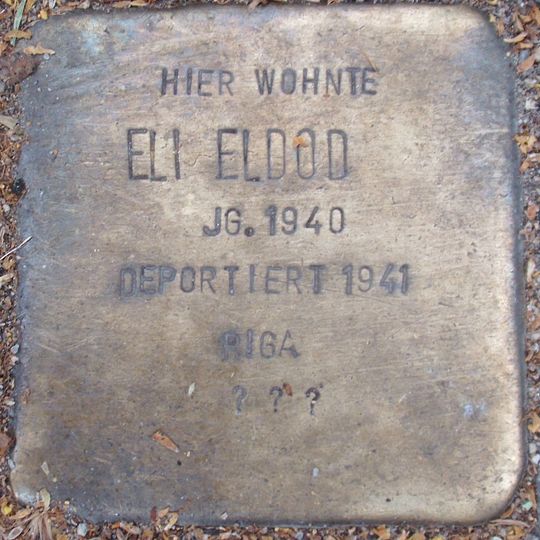 HIER WOHNTE
ELI ELDOD
JG. 1940
DEPORTIERT 1941
RIGA
? ? ?